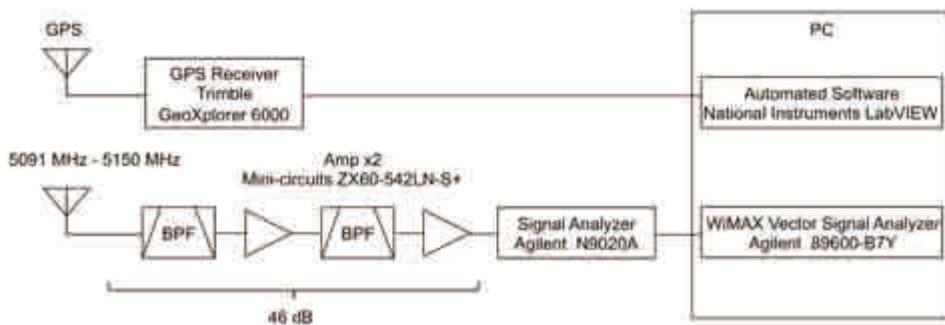 GPS
PC
GPS Receiver
Trimble
GeoXplorer 6000
Automated Software
National Instruments LabVIEW
5091 MHz - 5150 MHz
Amp x2
Mini-circuits ZX60-542LN-S+
BPF
BPF
Signal Analyzer
Agilent N9020A
WiMAX Vector Signal Analyzer
Agilent 89600-B7Y
46 dB